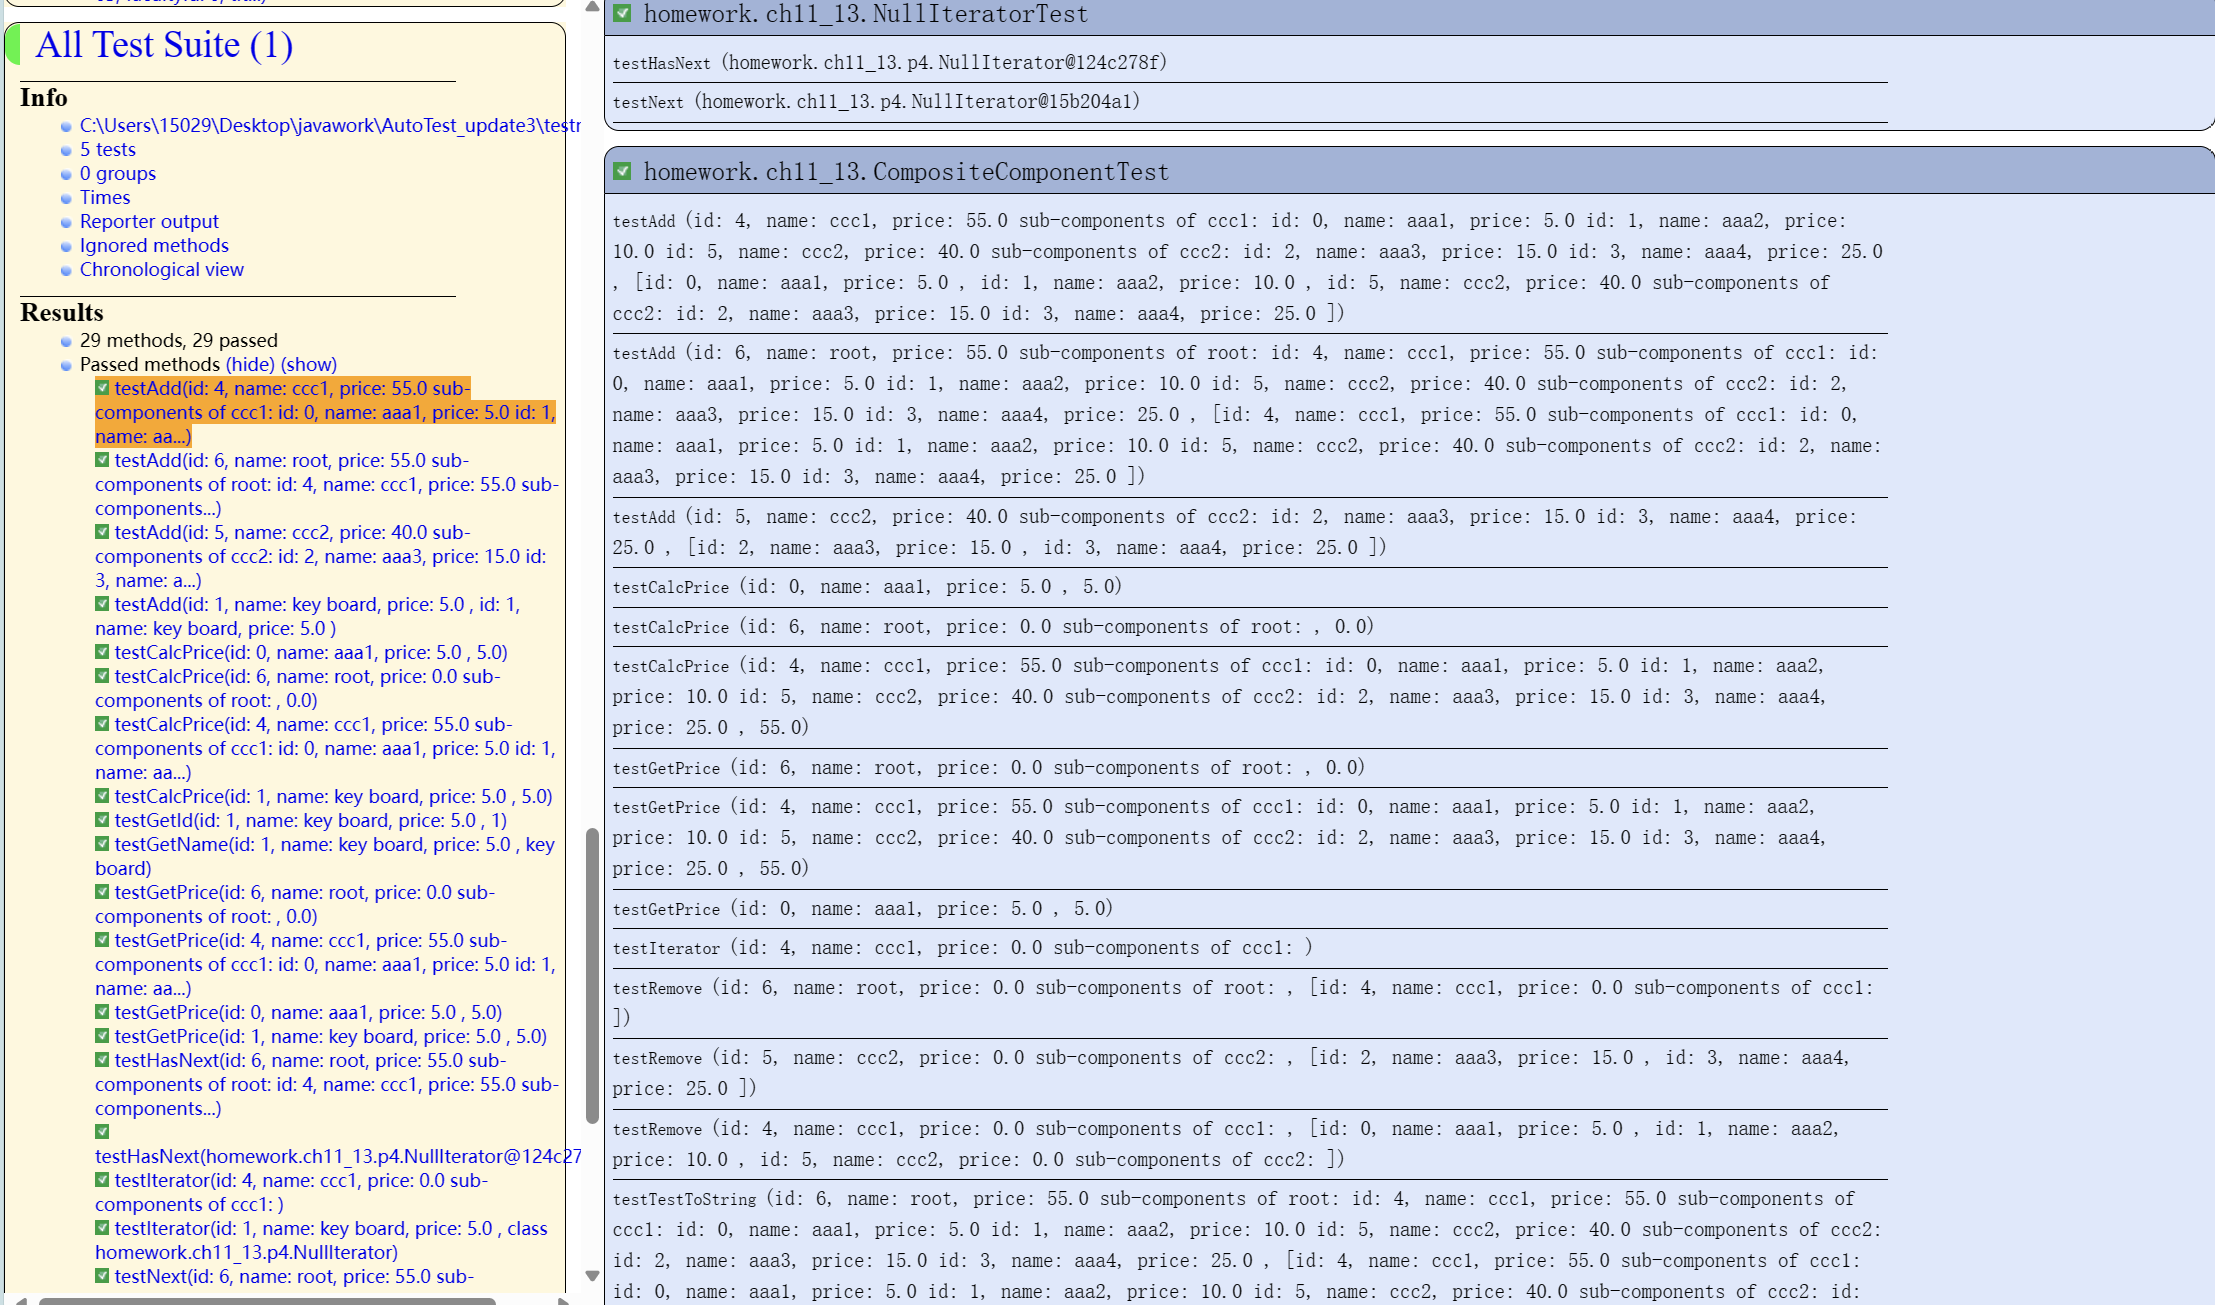 All Test Suite (1)
Info
C:\Users\15029\Desktop\javawork\AutoTest_update3\testr
5 tests
0 groups
Times
Reporter output
Ignored methods
Chronological view
Results
29 methods, 29 passed
Passed methods (hide) (show)
testAdd(id: 4, name: ccc1, price: 55.0 sub-
components of ccc1: id: 0, name: aaa1, price: 5.0 id: 1,
name: aa...)
testAdd(id: 6, name: root, price: 55.0 sub-
components of root: id: 4, name: ccc1, price: 55.0 sub-
components...)
testAdd(id: 5, name: ccc2, price: 40.0 sub-
components of ccc2: id: 2, name: aaa3, price: 15.0 id:
3, name: a...)
testAdd(id: 1, name: key board, price: 5.0 , id: 1,
name: key board, price: 5.0 )
testCalcPrice(id: 0, name: aaa1, price: 5.0 , 5.0)
testCalcPrice(id: 6, name: root, price: 0.0 sub-
components of root: , 0.0)
testCalcPrice(id: 4, name: ccc1, price: 55.0 sub-
components of ccc1: id: 0, name: aaa1, price: 5.0 id: 1,
name: aa...)
testCalcPrice(id: 1, name: key board, price: 5.0 , 5.0)
testGetId(id: 1, name: key board, price: 5.0 , 1)
testGetName(id: 1, name: key board, price: 5.0 , key
board)
testGetPrice(id: 6, name: root, price: 0.0 sub-
components of root: , 0.0)
testGetPrice(id: 4, name: ccc1, price: 55.0 sub-
components of ccc1: id: 0, name: aaa1, price: 5.0 id: 1,
name: aa...)
testGetPrice(id: 0, name: aaa1, price: 5.0 , 5.0)
testGetPrice(id: 1, name: key board, price: 5.0 , 5.0)
testHasNext(id: 6, name: root, price: 55.0 sub-
components of root: id: 4, name: ccc1, price: 55.0 sub-
components...)
testHasNext(homework.ch11_13.p4.NullIterator@124c27
testIterator(id: 4, name: ccc1, price: 0.0 sub-
components of ccc1: )
testIterator(id: 1, name: key board, price: 5.0 , class
homework.ch11_13.p4.NullIterator)
testNext(id: 6, name: root, price: 55.0 sub-
homework.ch11_13.NullIteratorTest
testHasNext (homework.ch11_13.p4.NullIterator@124c278f)
testNext (homework.ch11_13.p4.NullIterator@15b204a1)
homework.ch11_13.CompositeComponentTest
testAdd (id: 4, name: ccc1, price: 55.0 sub-components of ccc1: id: 0, name: aaa1, price: 5.0 id: 1, name: aaa2, price:
10.0 id: 5, name: ccc2, price: 40.0 sub-components of ccc2: id: 2, name: aaa3, price: 15.0 id: 3, name: aaa4, price: 25.0
, [id: 0, name: aaa1, price: 5.0 , id: 1, name: aaa2, price: 10.0 , id: 5, name: ccc2, price: 40.0 sub-components of
ccc2: id: 2, name: aaa3, price: 15.0 id: 3, name: aaa4, price: 25.0 ])
testAdd (id: 6, name: root, price: 55.0 sub-components of root: id: 4, name: ccc1, price: 55.0 sub-components of ccc1: id:
0, name: aaa1, price: 5.0 id: 1, name: aaa2, price: 10.0 id: 5, name: ccc2, price: 40.0 sub-components of ccc2: id: 2,
name: aaa3, price: 15.0 id: 3, name: aaa4, price: 25.0 , [id: 4, name: ccc1, price: 55.0 sub-components of ccc1: id: 0,
name: aaa1, price: 5.0 id: 1, name: aaa2, price: 10.0 id: 5, name: ccc2, price: 40.0 sub-components of ccc2: id: 2, name:
aaa3, price: 15.0 id: 3, name: aaa4, price: 25.0 ])
testAdd (id: 5, name: ccc2, price: 40.0 sub-components of ccc2: id: 2, name: aaa3, price: 15.0 id: 3, name: aaa4, price:
25.0 , [id: 2, name: aaa3, price: 15.0 , id: 3, name: aaa4, price: 25.0 ])
testCalcPrice (id: 0, name: aaa1, price: 5.0 , 5.0)
testCalcPrice (id: 6, name: root, price: 0.0 sub-components of root: , 0.0)
testCalcPrice (id: 4, name: ccc1, price: 55.0 sub-components of ccc1: id: 0, name: aaa1, price: 5.0 id: 1, name: aaa2,
price: 10.0 id: 5, name: ccc2, price: 40.0 sub-components of ccc2: id: 2, name: aaa3, price: 15.0 id: 3, name: aaa4,
price: 25.0 , 55.0)
testGetPrice (id: 6, name: root, price: 0.0 sub-components of root: , 0.0)
testGetPrice (id: 4, name: ccc1, price: 55.0 sub-components of ccc1: id: 0, name: aaa1, price: 5.0 id: 1, name: aaa2,
price: 10.0 id: 5, name: ccc2, price: 40.0 sub-components of ccc2: id: 2, name: aaa3, price: 15.0 id: 3, name: aaa4,
price: 25.0 , 55.0)
testGetPrice (id: 0, name: aaa1, price: 5.0 , 5.0)
testIterator (id: 4, name: ccc1, price: 0.0 sub-components of ccc1: )
testRemove (id: 6, name: root, price: 0.0 sub-components of root: , [id: 4, name: ccc1, price: 0.0 sub-components of ccc1:
])
testRemove (id: 5, name: ccc2, price: 0.0 sub-components of ccc2: , [id: 2, name: aaa3, price: 15.0 , id: 3, name: aaa4,
price: 25.0 ])
testRemove (id: 4, name: ccc1, price: 0.0 sub-components of ccc1: , [id: 0, name: aaa1, price: 5.0 , id: 1, name: aaa2,
price: 10.0 , id: 5, name: ccc2, price: 0.0 sub-components of ccc2: ])
testTestToString (id: 6, name: root, price: 55.0 sub-components of root: id: 4, name: ccc1, price: 55.0 sub-components of
ccc1: id: 0, name: aaa1, price: 5.0 id: 1, name: aaa2, price: 10.0 id: 5, name: ccc2, price: 40.0 sub-components of ccc2:
id: 2, name: aaa3, price: 15.0 id: 3, name: aaa4, price: 25.0 , [id: 4, name: ccc1, price: 55.0 sub-components of ccc1:
id: 0, name: aaa1, price: 5.0 id: 1, name: aaa2, price: 10.0 id: 5, name: ccc2, price: 40.0 sub-components of ccc2: id: